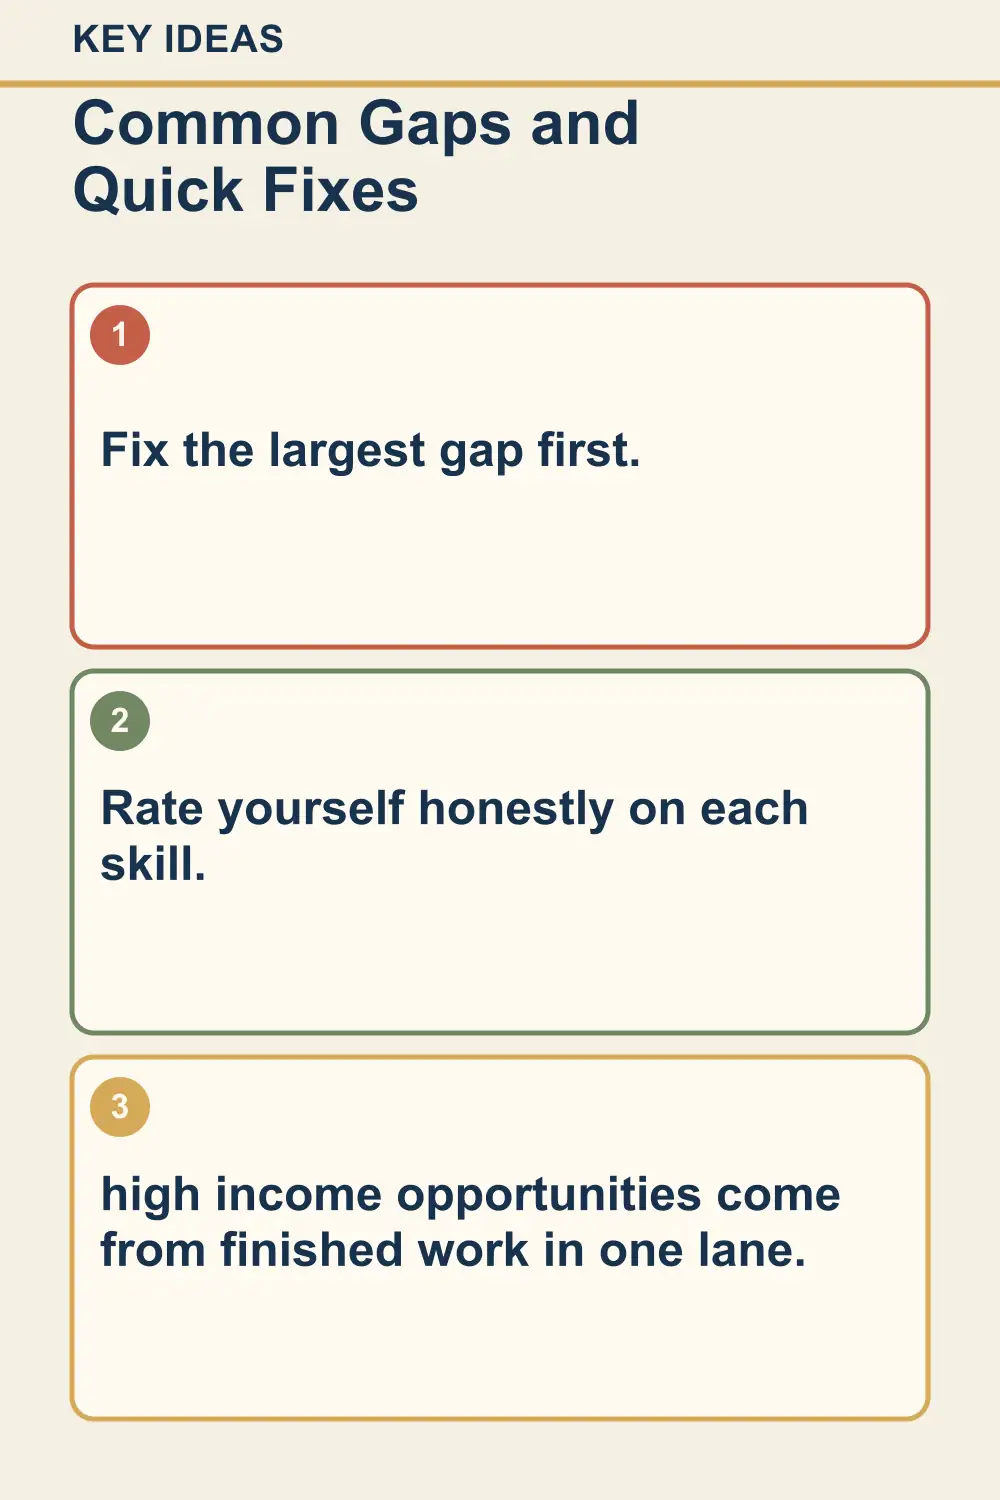 KEY IDEAS
Common Gaps and
Quick Fixes
1
Fix the largest gap first.
2
Rate yourself honestly on each
skill.
3
high income opportunities come
from finished work in one lane.